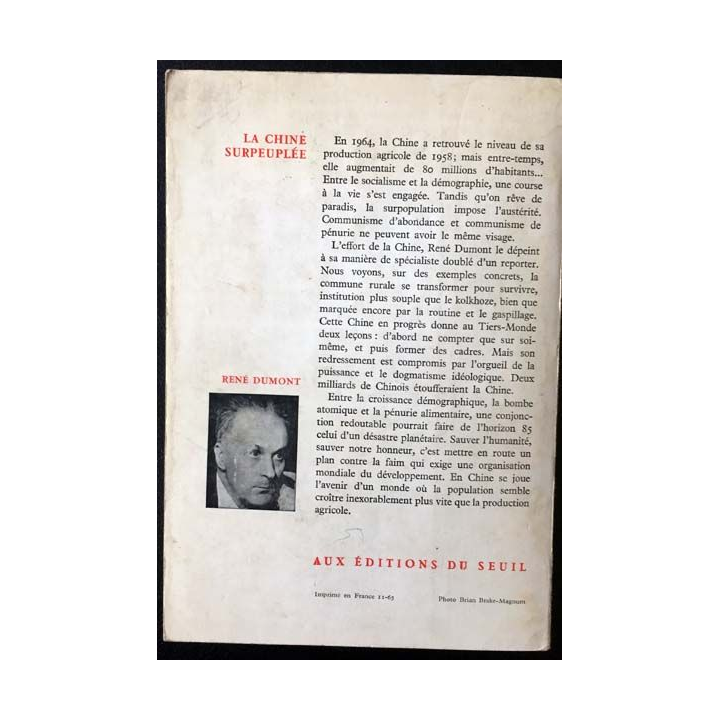 LA CHINE
SURPEUPLÉE
En 1964, la Chine a retrouvé le niveau de sa
production agricole de 1958; mais entre-temps,
elle augmentait de 80 millions d'habitants...
Entre le socialisme et la démographie, une course
à la vie s'est engagée. Tandis qu'on rêve de
paradis, la surpopulation impose l'austérité.
Communisme d'abondance et communisme de
pénurie ne peuvent avoir le même visage.
L'effort de la Chine, René Dumont le dépeint
à sa manière de spécialiste doublé d'un reporter.
Nous voyons, sur des exemples concrets, la
commune rurale se transformer pour survivre,
institution plus souple que le kolkhoze, bien que
marquée encore par la routine et le gaspillage.
Cette Chine en progrès donne au Tiers-Monde
deux leçons : d'abord ne compter que sur soi-
même, et puis former des cadres. Mais son
redressement est compromis par l'orgueil de la
puissance et le dogmatisme idéologique. Deux
milliards de Chinois étoufferaient la Chine.
Entre la croissance démographique, la bombe
atomique et la pénurie alimentaire, une conjonc-
tion redoutable pourrait faire de l'horizon 85
celui d'un désastre planétaire. Sauver l'humanité,
sauver notre honneur, c'est mettre en route un
plan contre la faim qui exige une organisation
mondiale du développement. En Chine se joue
l'avenir d'un monde où la population semble
croître inexorablement plus vite que la production
agricole.
RENÉ DUMONT
AUX ÉDITIONS DU SEUIL
Imprimé en France 11-65
Photo Brian Brake-Magnum